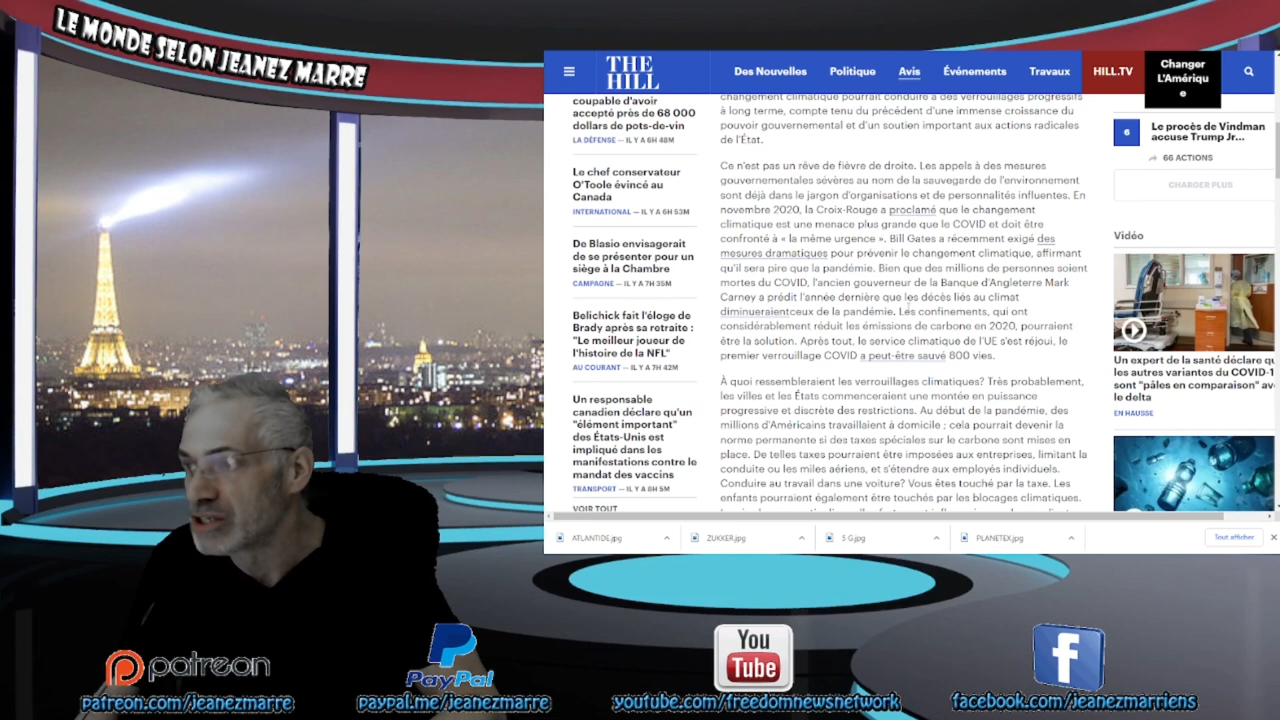 LE MONDE SELON JEANEZ MARRE
THE
HILL
Des Nouvelles
Politique
Avis
Événements
Travaux
HILL.TV
Changer
L'Amériqu
e
coupable d'avoir
accepté près de 68 000
dollars de pots-de-vin
LA DÉFENSE — IL Y A 6H 48M
Le chef conservateur
O'Toole évincé au
Canada
INTERNATIONAL — IL Y A 6H 53M
De Blasio envisagerait
de se présenter pour un
siège à la Chambre
CAMPAGNE — IL Y A 7H 35M
Belichick fait l'éloge de
Brady après sa retraite :
"Le meilleur joueur de
l'histoire de la NFL"
AU COURANT — IL Y A 7H 42M
Un responsable
canadien déclare qu'un
"élément important"
des États-Unis est
impliqué dans les
manifestations contre le
mandat des vaccins
TRANSPORT — IL Y A 8H 5M
VOIR TOUT
changement climatique pourrait conduire à des verrouillages progressifs
à long terme, compte tenu du précédent d'une immense croissance du
pouvoir gouvernemental et d'un soutien important aux actions radicales
de l'État.
Ce n'est pas un rêve de fièvre de droite. Les appels à des mesures
gouvernementales sévères au nom de la sauvegarde de l'environnement
sont déjà dans le jargon d'organisations et de personnalités influentes. En
novembre 2020, la Croix-Rouge a proclamé que le changement
climatique est une menace plus grande que le COVID et doit être
confronté à « la même urgence ». Bill Gates a récemment exigé des
mesures dramatiques pour prévenir le changement climatique, affirmant
qu'il sera pire que la pandémie. Bien que des millions de personnes soient
mortes du COVID, l'ancien gouverneur de la Banque d'Angleterre Mark
Carney a prédit l'année dernière que les décès liés au climat
diminueraientceux de la pandémie. Les confinements, qui ont
considérablement réduit les émissions de carbone en 2020, pourraient
être la solution. Après tout, le service climatique de l'UE s'est réjoui, le
premier verrouillage COVID a peut-être sauvé 800 vies.
À quoi ressembleraient les verrouillages climatiques? Très probablement,
les villes et les États commenceraient une montée en puissance
progressive et discrète des restrictions. Au début de la pandémie, des
millions d'Américains travaillaient à domicile ; cela pourrait devenir la
norme permanente si des taxes spéciales sur le carbone sont mises en
place. De telles taxes pourraient être imposées aux entreprises, limitant la
conduite ou les miles aériens, et s'étendre aux employés individuels.
Conduire au travail dans une voiture? Vous êtes touché par la taxe. Les
enfants pourraient également être touchés par les blocages climatiques.
6
Le procès de Vindman
accuse Trump Jr...
66 ACTIONS
CHARGER PLUS
Vidéo
Un expert de la santé déclare qu
les autres variantes du COVID-1
sont "pâles en comparaison" ave
le delta
EN HAUSSE
ATLANTIDE.jpg
ZUKKER.jpg
5 G.jpg
PLANETEX.jpg
Tout afficher
patreon
PayPal
You
Tube
f
patreon.com/jeanezmarre
paypal.me/jeanezmarre
youtube.com/freedomnewsnetwork
facebook.com/jeanezmarriens